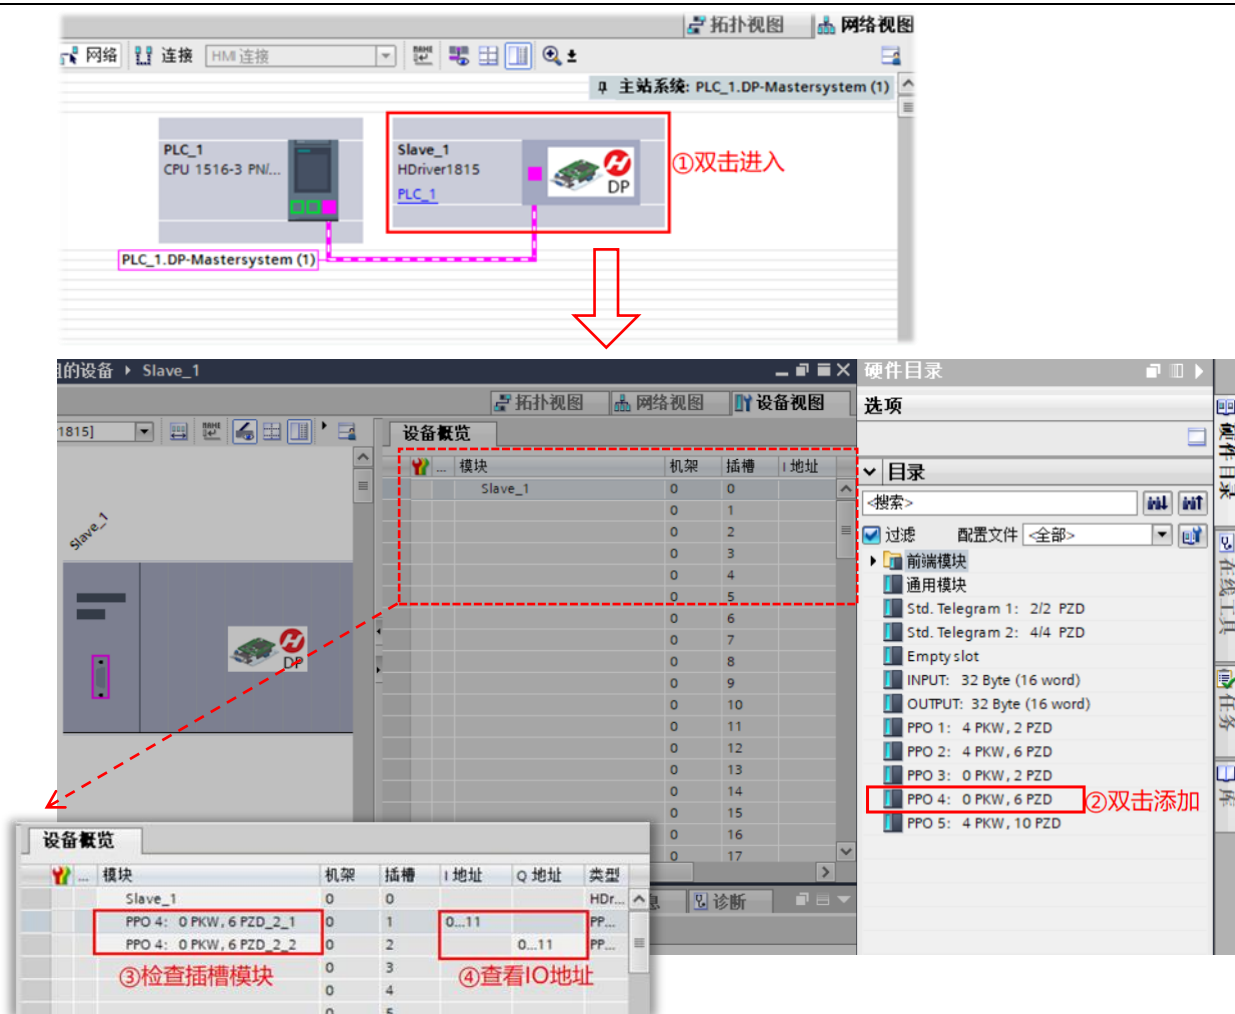 拓扑视图 网络视图
网络 连接 HMI 连接
主站系统: PLC_1.DP-Mastersystem (1)
PLC_1
CPU 1516-3 PN/...
Slave_1
HDriver1815
PLC_1
DP
①双击进入
PLC_1.DP-Mastersystem (1)
的设备 Slave_1
拓扑视图 网络视图 设备视图
1815]
设备概览
... 模块 机架 插槽 I 地址
Slave_1 0 0
0 1
0 2
0 3
0 4
0 5
0 6
0 7
0 8
0 9
0 10
0 11
0 12
0 13
0 14
0 15
0 16
0 17
Slave_1
DP
诊断
硬件目录
选项
目录
<搜索>
过滤 配置文件 <全部>
前端模块
通用模块
Std. Telegram 1: 2/2 PZD
Std. Telegram 2: 4/4 PZD
Empty slot
INPUT: 32 Byte (16 word)
OUTPUT: 32 Byte (16 word)
PPO 1: 4 PKW, 2 PZD
PPO 2: 4 PKW, 6 PZD
PPO 3: 0 PKW, 2 PZD
PPO 4: 0 PKW, 6 PZD
②双击添加
PPO 5: 4 PKW, 10 PZD
硬件目录
在线工具
任务
库
设备概览
... 模块 机架 插槽 I 地址 Q 地址 类型
Slave_1 0 0 HDr...
PPO 4: 0 PKW, 6 PZD_2_1 0 1 0...11 PP...
PPO 4: 0 PKW, 6 PZD_2_2 0 2 0...11 PP...
0 3
0 4
0 5
③检查插槽模块
④查看IO地址